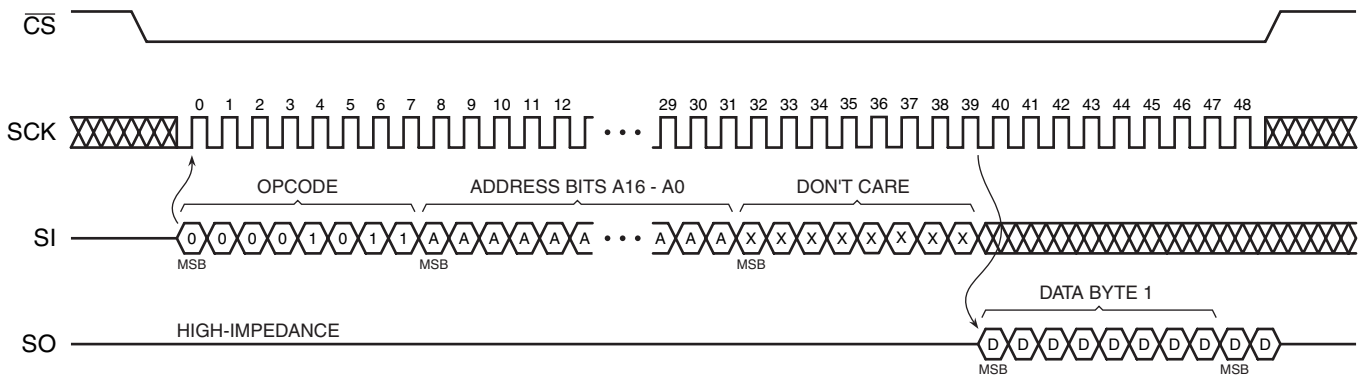 CS
0 1 2 3 4 5 6 7 8 9 10 11 12 29 30 31 32 33 34 35 36 37 38 39 40 41 42 43 44 45 46 47 48
SCK • • •
OPCODE ADDRESS BITS A16 - A0 DON'T CARE
SI 0 0 0 0 1 0 1 1 A A A A A A • • • A A A X X X X X X X X
MSB MSB MSB
DATA BYTE 1
HIGH-IMPEDANCE
SO D D D D D D D D D D
MSB MSB